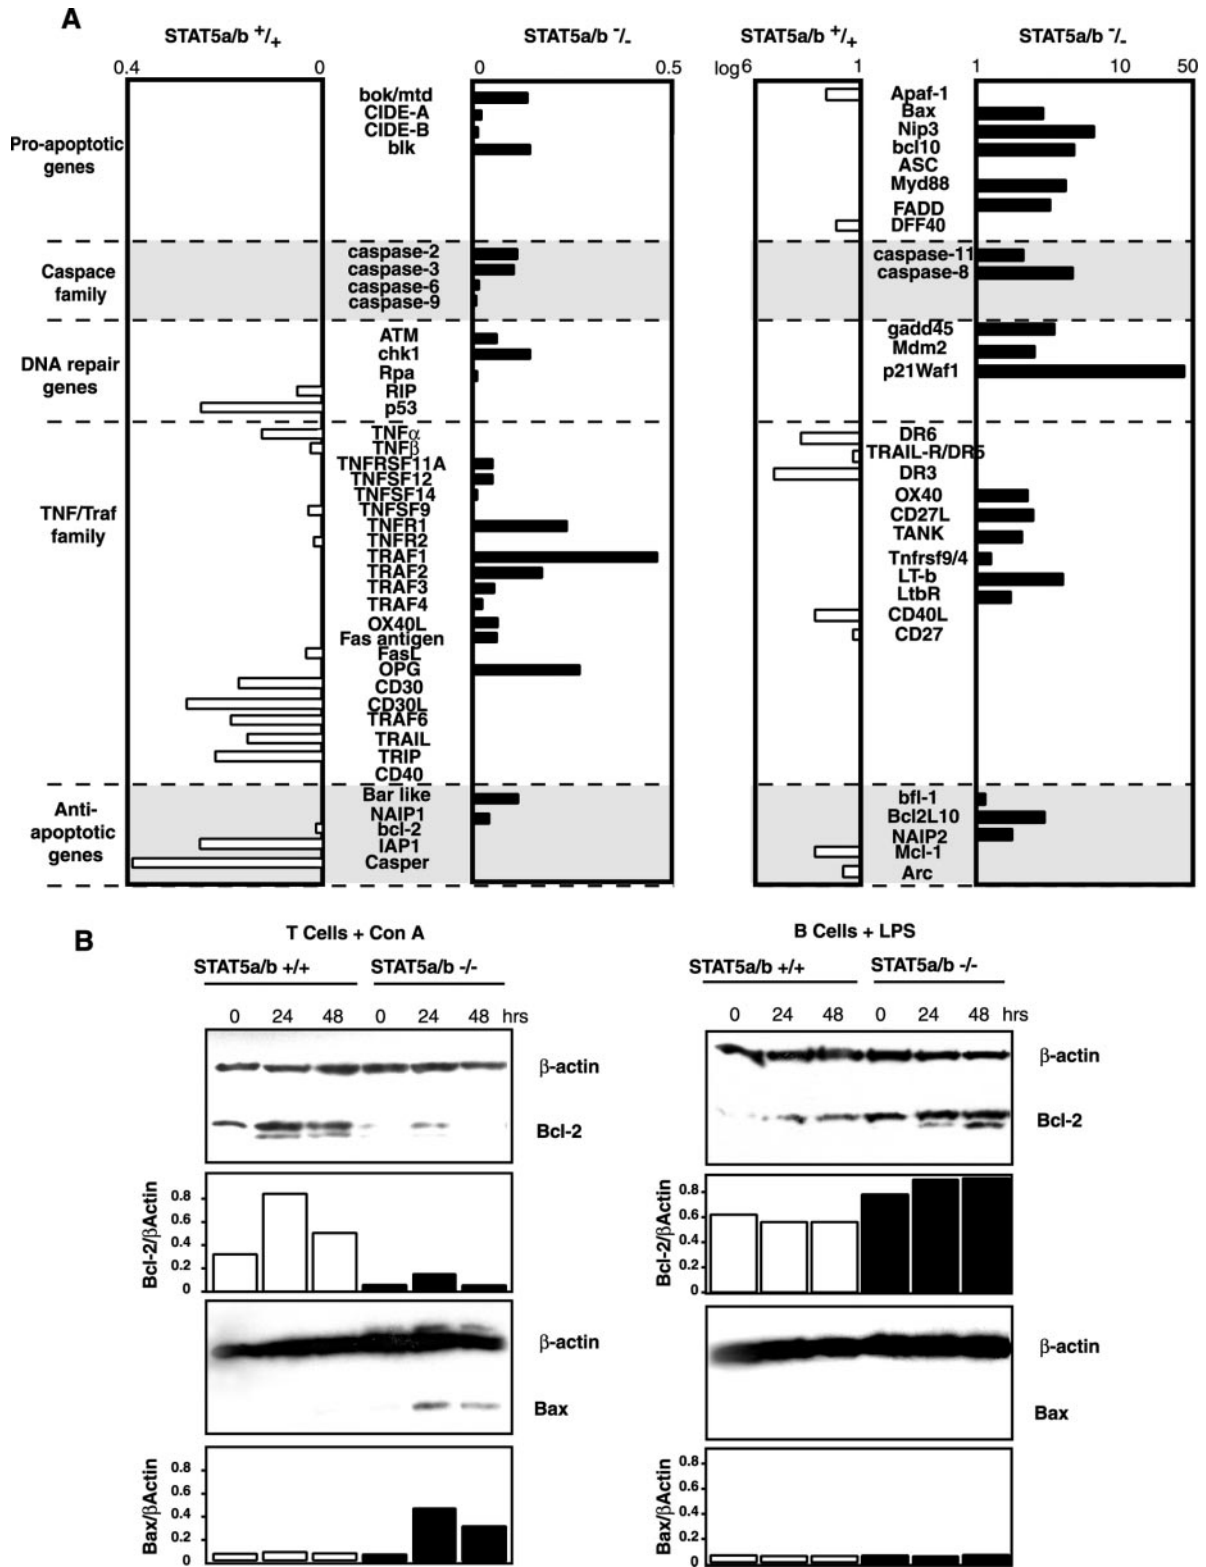 A
STAT5a/b +/+
STAT5a/b -/-
STAT5a/b +/+
STAT5a/b -/-
0.4 0 0 0.5
log6 1 1 10 50
Pro-apoptotic genes
bok/mtd
CIDE-A
CIDE-B
blk
Apaf-1
Bax
Nip3
bcl10
ASC
Myd88
FADD
DFF40
Caspace family
caspase-2
caspase-3
caspase-6
caspase-9
caspase-11
caspase-8
DNA repair genes
ATM
chk1
Rpa
RIP
p53
gadd45
Mdm2
p21Waf1
TNF/Traf family
TNFα
TNFβ
TNFRSF11A
TNFSF12
TNFSF14
TNFSF9
TNFR1
TNFR2
TRAF1
TRAF2
TRAF3
TRAF4
OX40L
Fas antigen
FasL
OPG
CD30
CD30L
TRAF6
TRAIL
TRIP
CD40
DR6
TRAIL-R/DR5
DR3
OX40
CD27L
TANK
Tnfrsf9/4
LT-b
LtbR
CD40L
CD27
Anti-apoptotic genes
Bar like
NAIP1
bcl-2
IAP1
Casper
bfl-1
Bcl2L10
NAIP2
Mcl-1
Arc
B
T Cells + Con A
STAT5a/b +/+ STAT5a/b -/-
0 24 48 0 24 48 hrs
β-actin
Bcl-2
Bcl-2/βActin
0.8
0.6
0.4
0.2
0
β-actin
Bax
Bax/βActin
0.8
0.6
0.4
0.2
0
B Cells + LPS
STAT5a/b +/+ STAT5a/b -/-
0 24 48 0 24 48 hrs
β-actin
Bcl-2
Bcl-2/βActin
0.8
0.6
0.4
0.2
0
β-actin
Bax
Bax/βActin
0.8
0.6
0.4
0.2
0